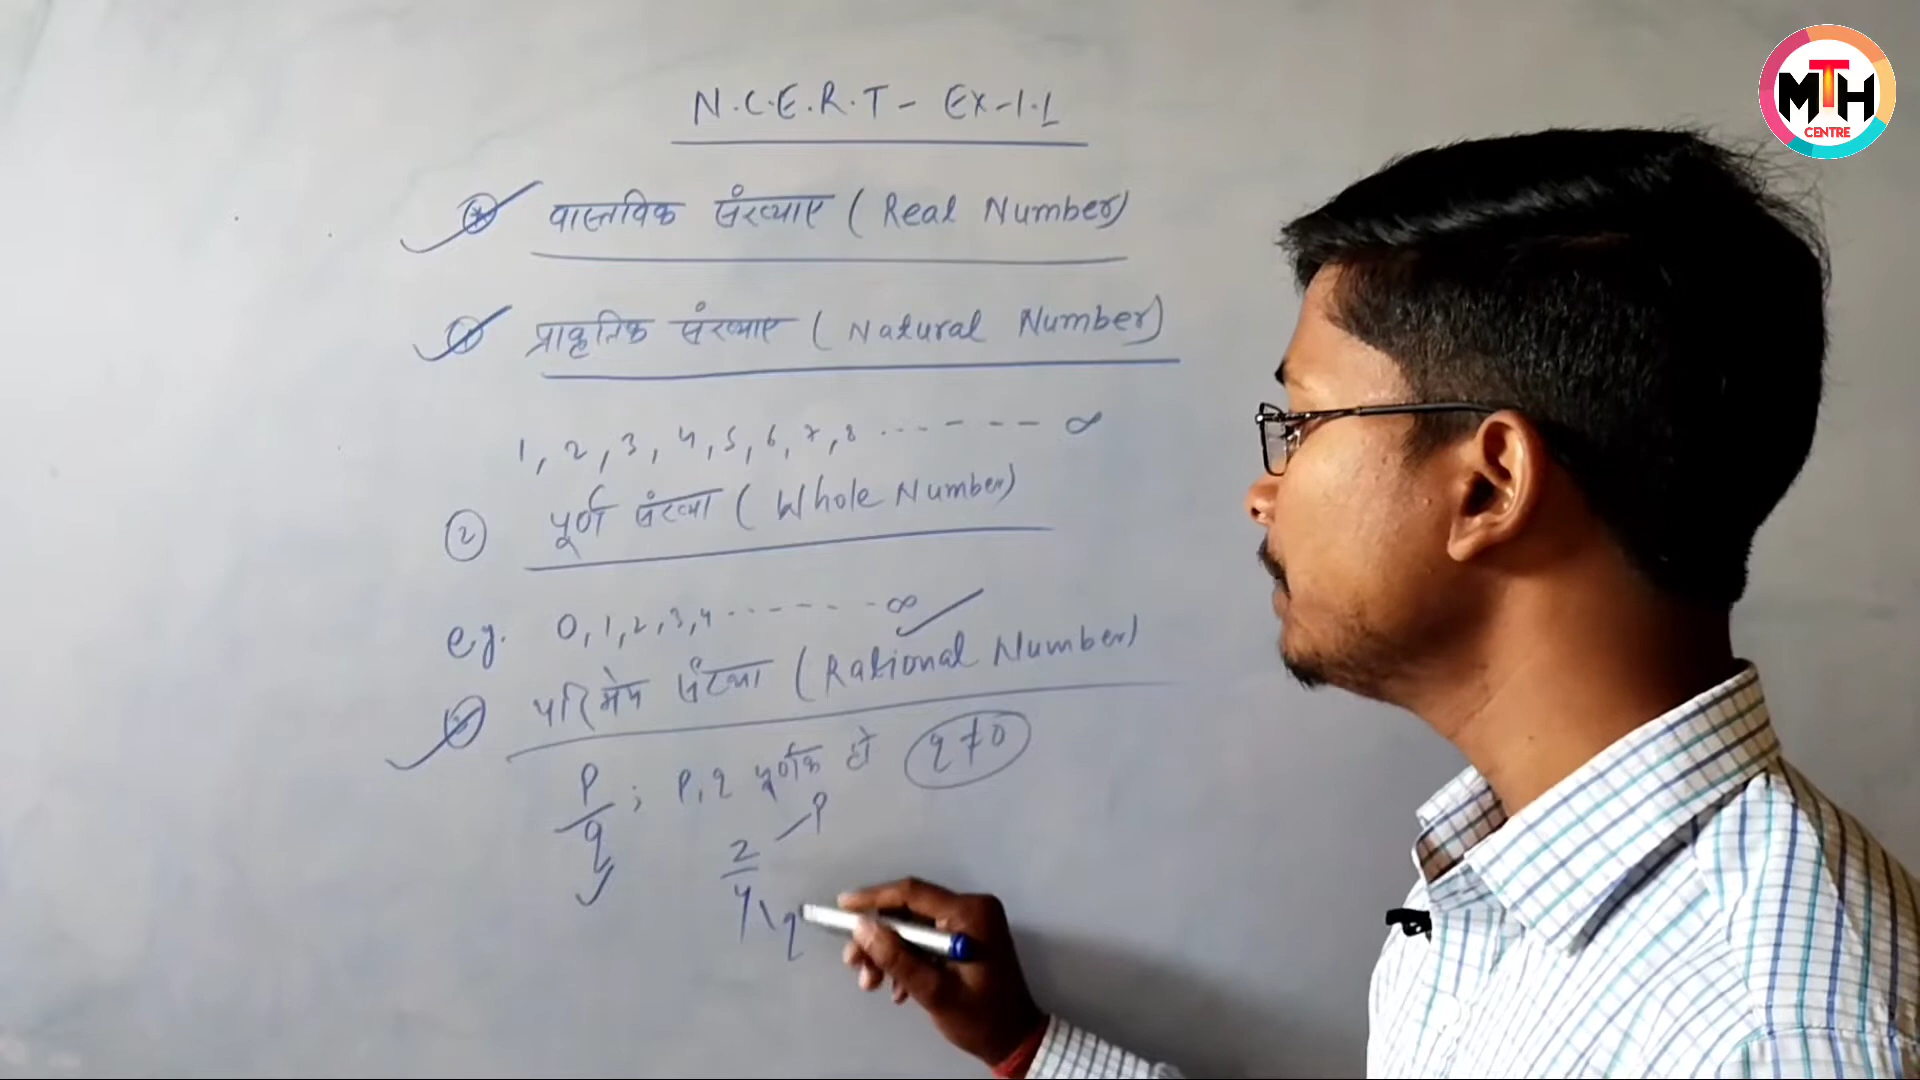 N.C.E.R.T - Ex-1.1
वास्तविक संख्याए (Real Number)
1 प्राकृतिक संख्याए (Natural Number)
1, 2, 3, 4, 5, 6, 7, 8 ........ ∞
2 पूर्ण संख्या (Whole Number)
e.g. 0, 1, 2, 3, 4 ........ ∞
परिमेय संख्या (Rational Number)
p/q ; p, q पूर्णांक हो q ≠ 0
2/4 p q
MTH
CENTRE